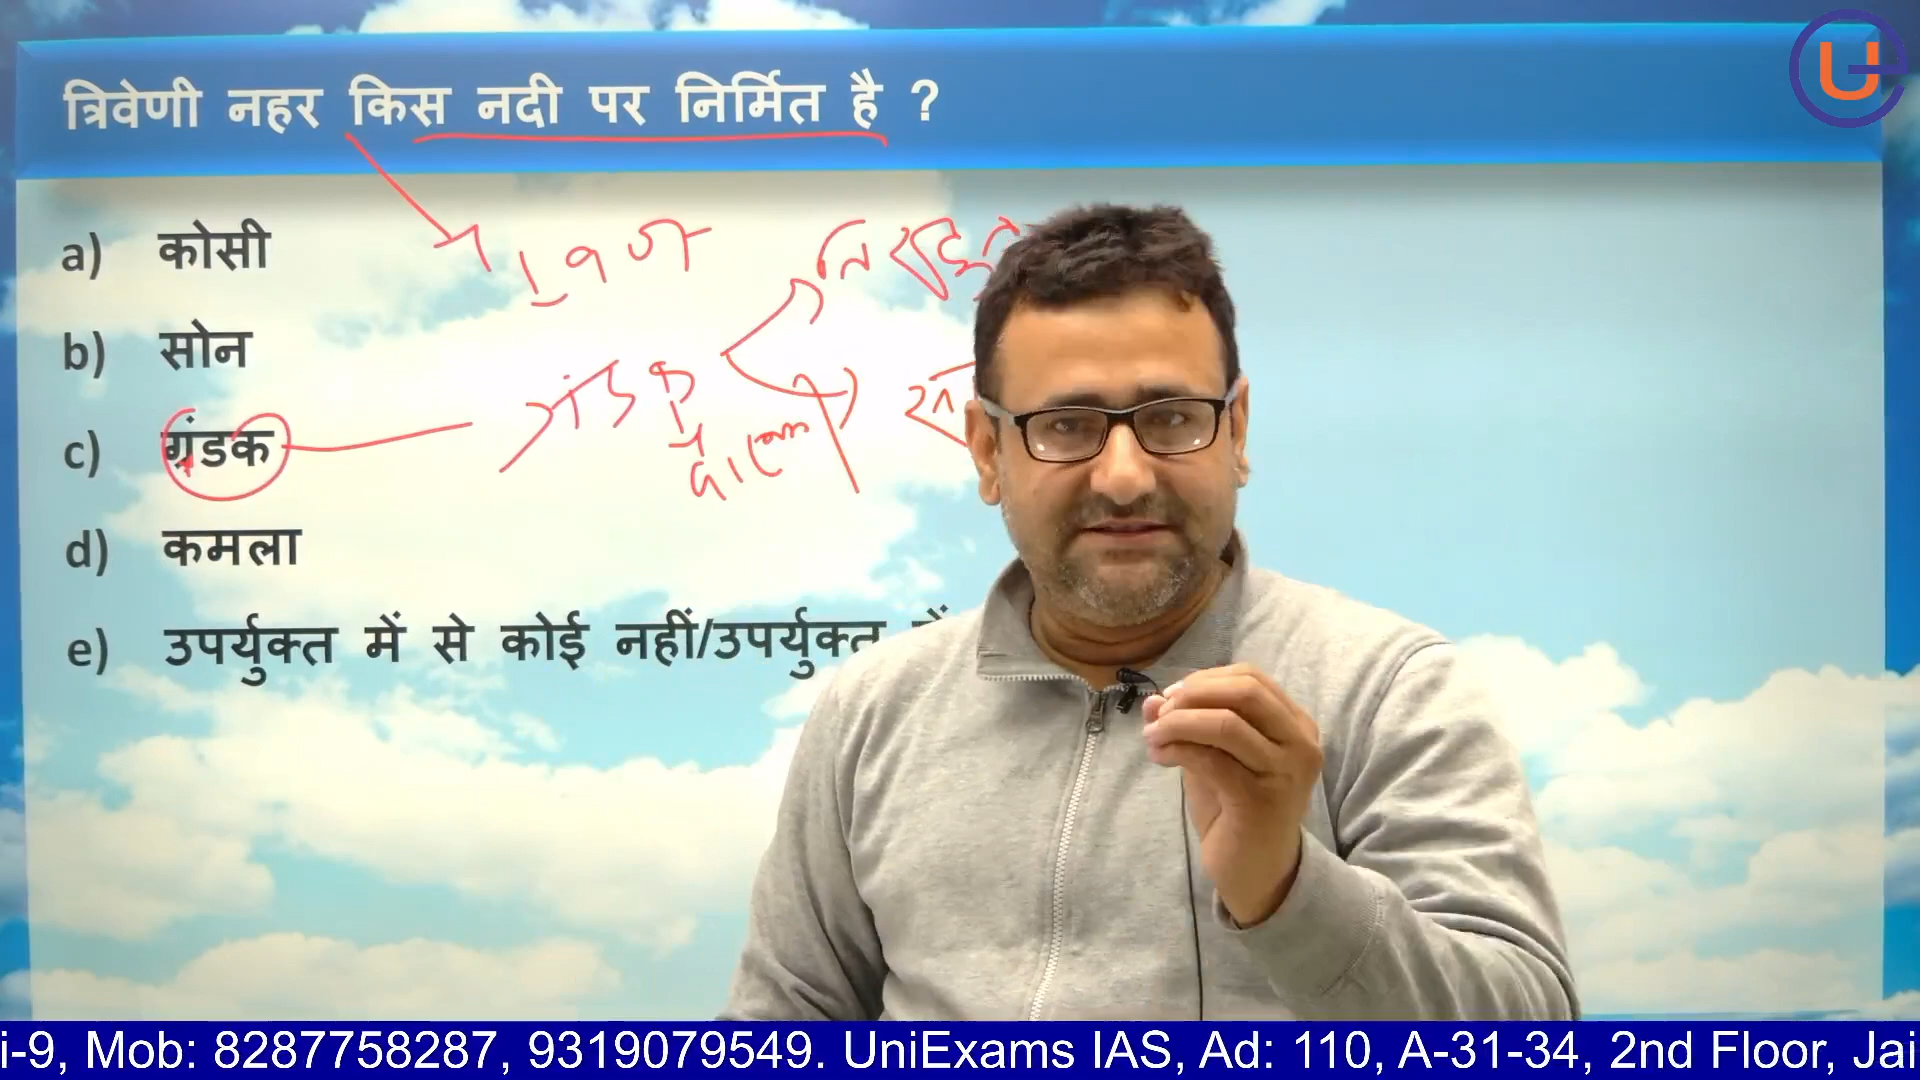 त्रिवेणी नहर किस नदी पर निर्मित है ?
a) कोसी
b) सोन
c) गंडक
d) कमला
e) उपर्युक्त में से कोई नहीं/उपर्युक्त
गंडक
U
i-9, Mob: 8287758287, 9319079549. UniExams IAS, Ad: 110, A-31-34, 2nd Floor, Jai